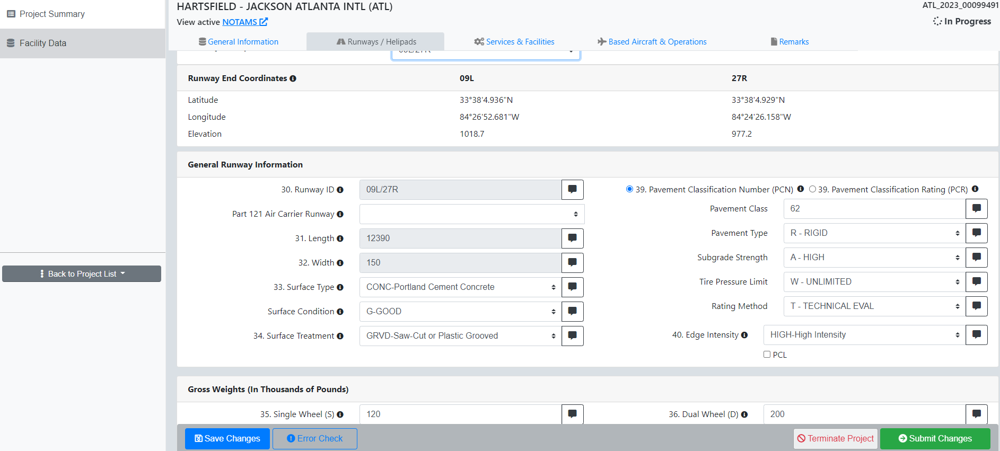 Project Summary
Facility Data
Back to Project List
HARTSFIELD - JACKSON ATLANTA INTL (ATL)
ATL_2023_00099491
View active NOTAMS
In Progress
General Information
Runways / Helipads
Services & Facilities
Based Aircraft & Operations
Remarks
09L/27R
Runway End Coordinates 09L 27R
Latitude 33°38'4.936"N 33°38'4.929"N
Longitude 84°26'52.681"W 84°24'26.158"W
Elevation 1018.7 977.2
General Runway Information
30. Runway ID 09L/27R
Part 121 Air Carrier Runway
31. Length 12390
32. Width 150
33. Surface Type CONC-Portland Cement Concrete
Surface Condition G-GOOD
34. Surface Treatment GRVD-Saw-Cut or Plastic Grooved
39. Pavement Classification Number (PCN) 39. Pavement Classification Rating (PCR)
Pavement Class 62
Pavement Type R - RIGID
Subgrade Strength A - HIGH
Tire Pressure Limit W - UNLIMITED
Rating Method T - TECHNICAL EVAL
40. Edge Intensity HIGH-High Intensity
PCL
Gross Weights (In Thousands of Pounds)
35. Single Wheel (S) 120
36. Dual Wheel (D) 200
Save Changes
Error Check
Terminate Project
Submit Changes